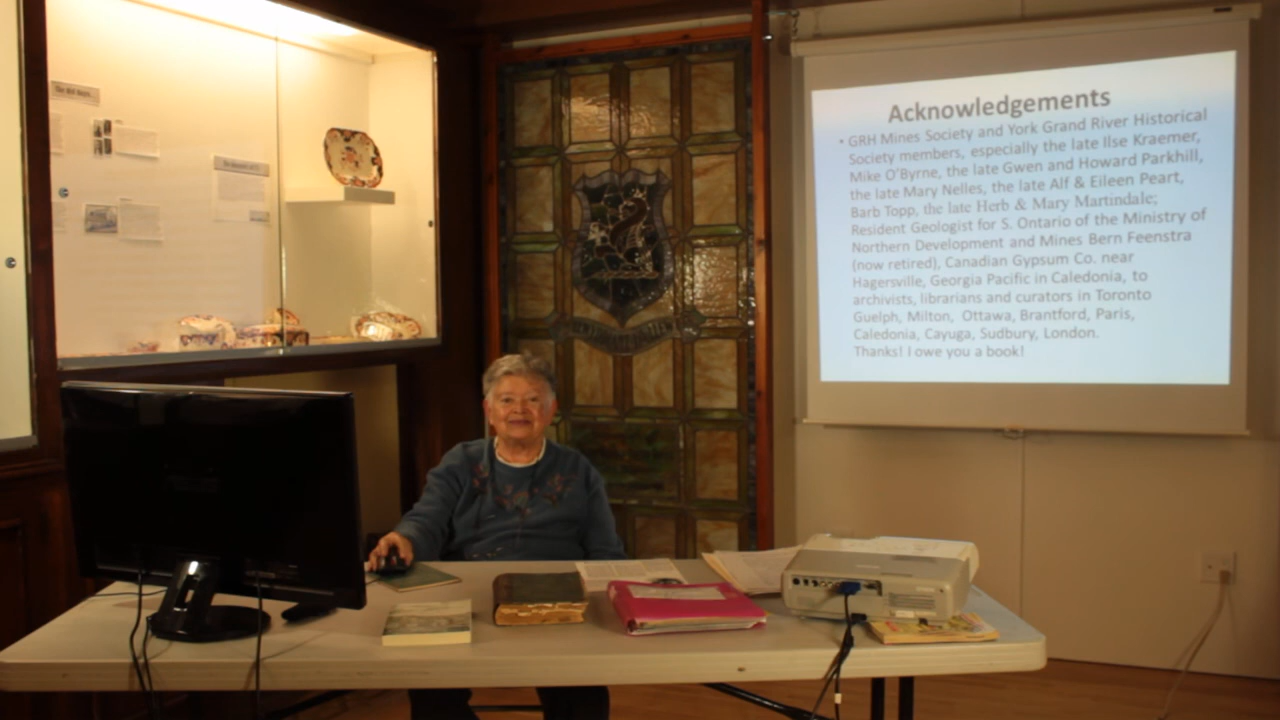 Acknowledgements
• GRH Mines Society and York Grand River Historical
Society members, especially the late Ilse Kraemer,
Mike O'Byrne, the late Gwen and Howard Parkhill,
the late Mary Nelles, the late Alf & Eileen Peart,
Barb Topp, the late Herb & Mary Martindale;
Resident Geologist for S. Ontario of the Ministry of
Northern Development and Mines Bern Feenstra
(now retired), Canadian Gypsum Co. near
Hagersville, Georgia Pacific in Caledonia, to
archivists, librarians and curators in Toronto
Guelph, Milton, Ottawa, Brantford, Paris,
Caledonia, Cayuga, Sudbury, London.
Thanks! I owe you a book!